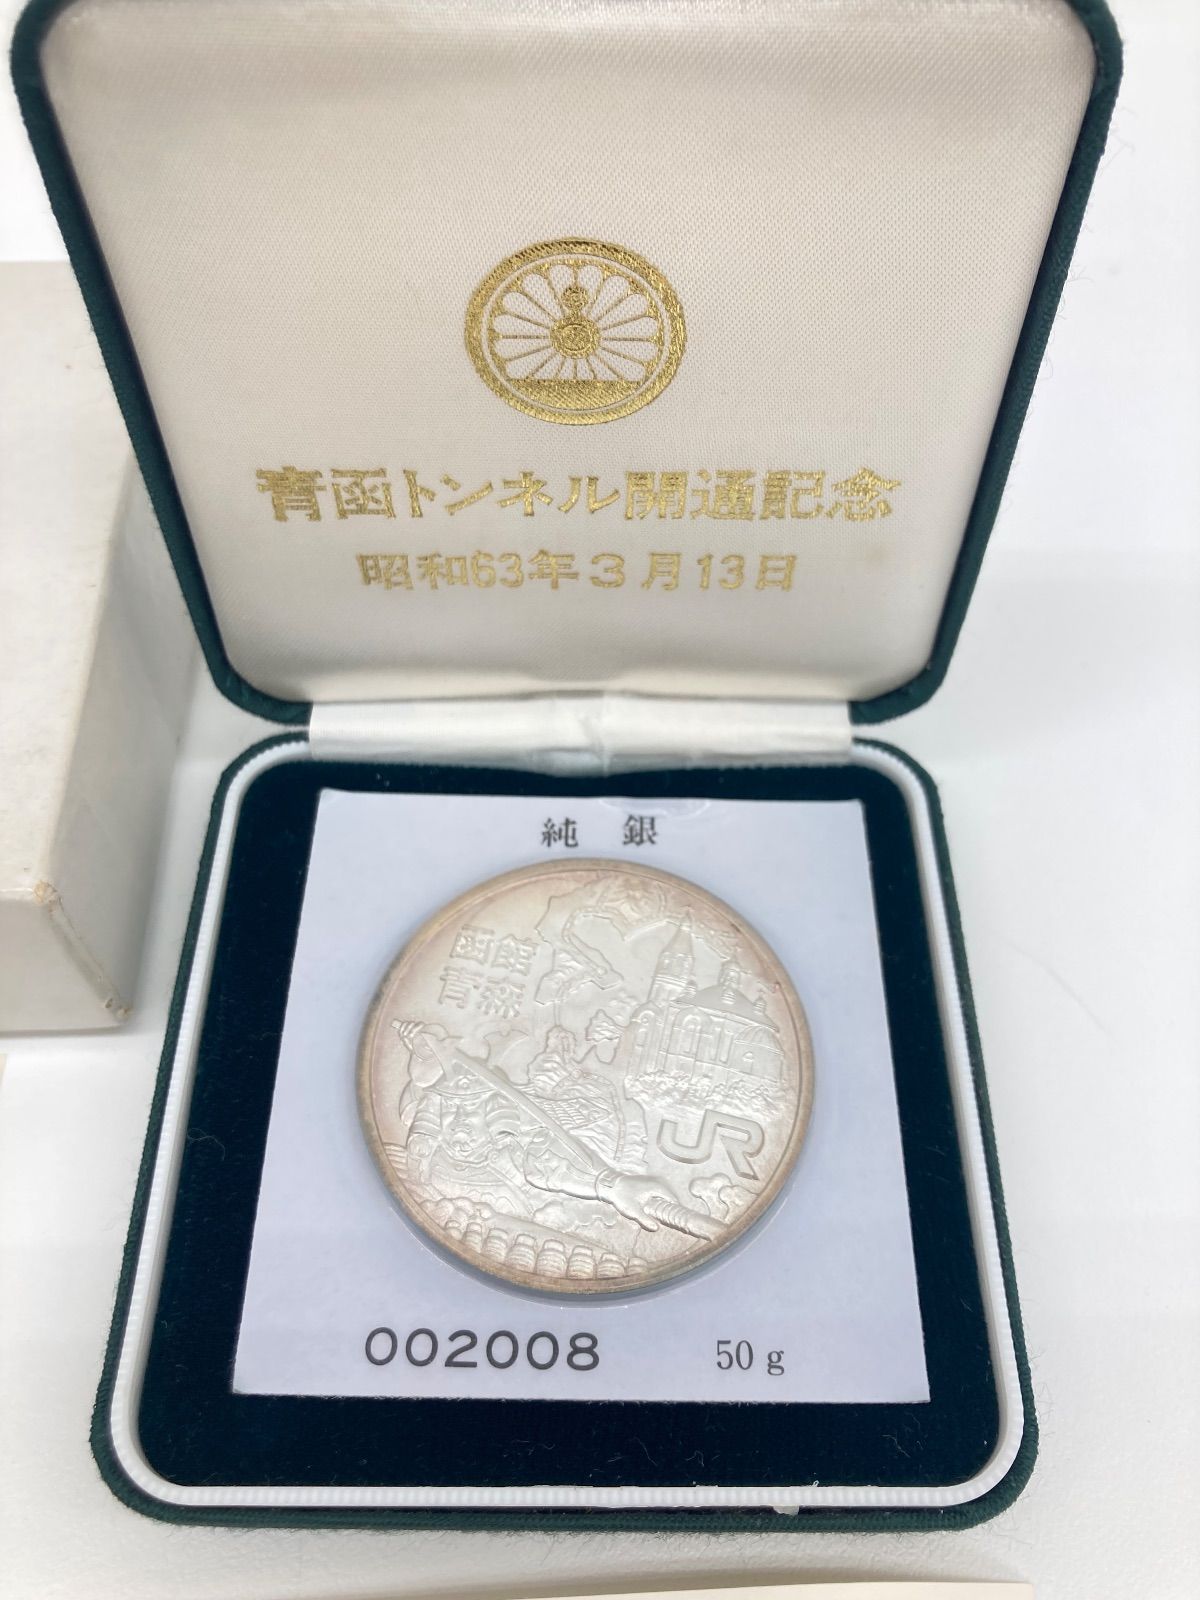 青函トンネル開通記念
昭和63年3月13日
純 銀
函館
青森
JR
002008 50g